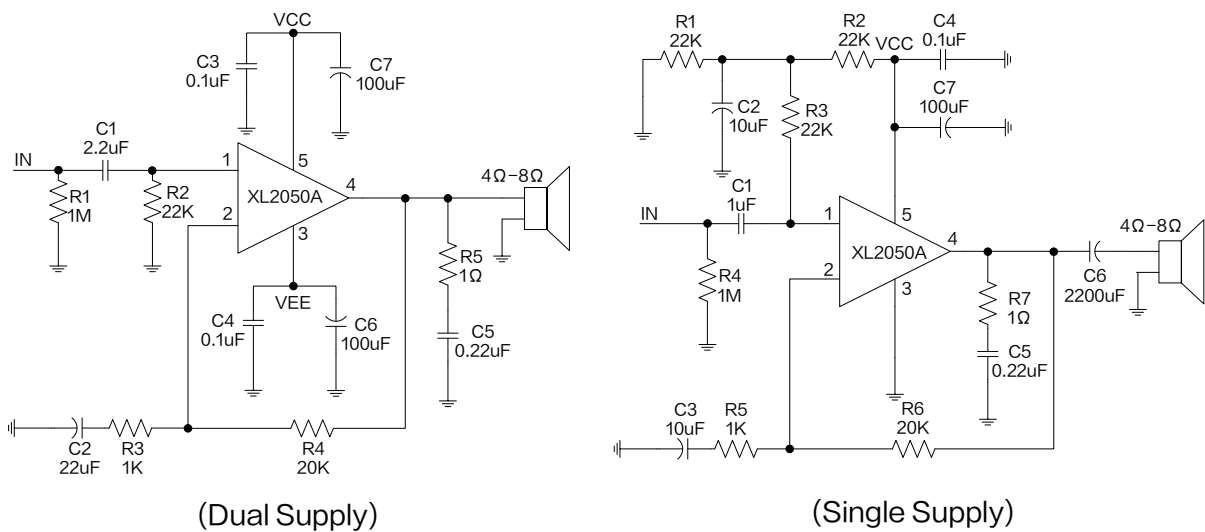 VCC
C3
0.1uF
C7
100uF
C1
2.2uF
IN
R1
1M
R2
22K
1
2
5
XL2050A
4
3
4Ω-8Ω
R5
1Ω
VEE
C4
0.1uF
C6
100uF
C5
0.22uF
C2
22uF
R3
1K
R4
20K
(Dual Supply)
R1
22K
R2
22K
VCC
C4
0.1uF
C2
10uF
R3
22K
C7
100uF
C1
1uF
IN
R4
1M
1
2
5
XL2050A
4
3
4Ω-8Ω
C6
2200uF
R7
1Ω
C5
0.22uF
C3
10uF
R5
1K
R6
20K
(Single Supply)